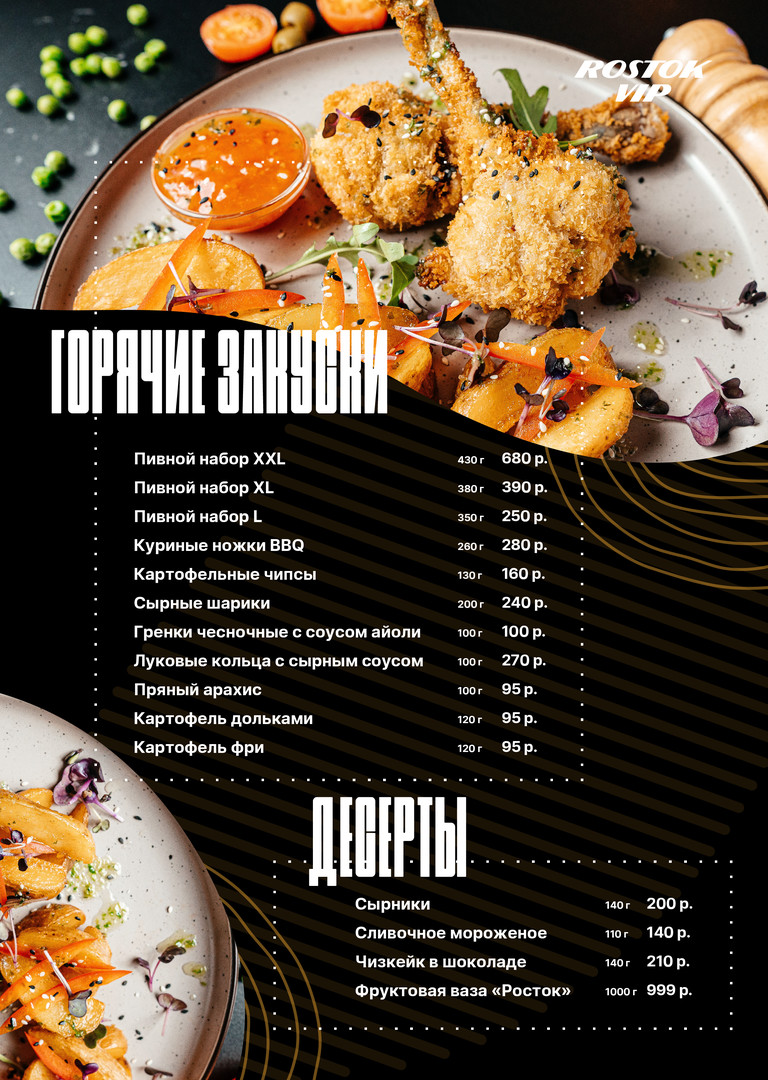 ROSTOK
VIP
ГОРЯЧИЕ ЗАКУСКИ
Пивной набор XXL 430 г 680 р.
Пивной набор XL 380 г 390 р.
Пивной набор L 350 г 250 р.
Куриные ножки BBQ 260 г 280 р.
Картофельные чипсы 130 г 160 р.
Сырные шарики 200 г 240 р.
Гренки чесночные с соусом айоли 100 г 100 р.
Луковые кольца с сырным соусом 100 г 270 р.
Пряный арахис 100 г 95 р.
Картофель дольками 120 г 95 р.
Картофель фри 120 г 95 р.
ДЕСЕРТЫ
Сырники 140 г 200 р.
Сливочное мороженое 110 г 140 р.
Чизкейк в шоколаде 140 г 210 р.
Фруктовая ваза «Росток» 1000 г 999 р.